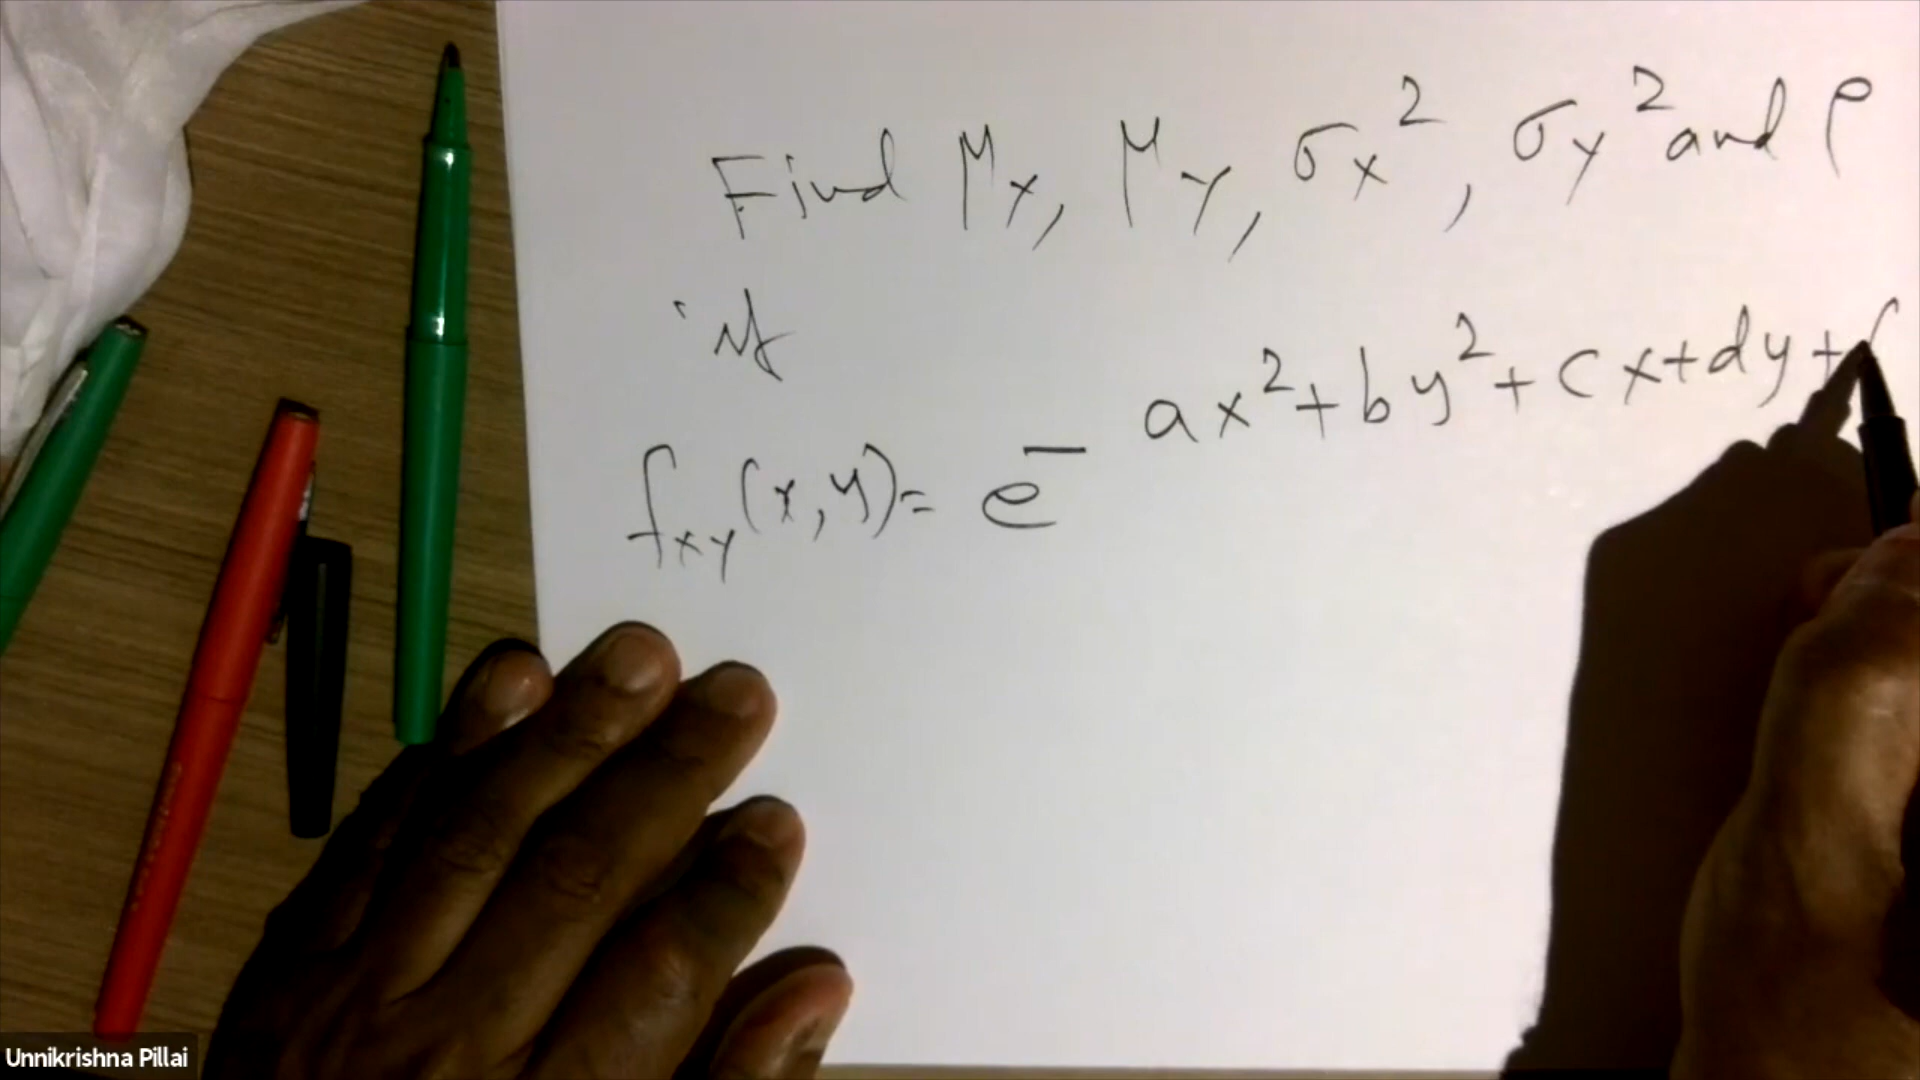 Find μx, μy, σx², σy² and ρ
if
fxy(x,y) = e^- ax²+by²+cx+dy+
Unnikrishna Pillai